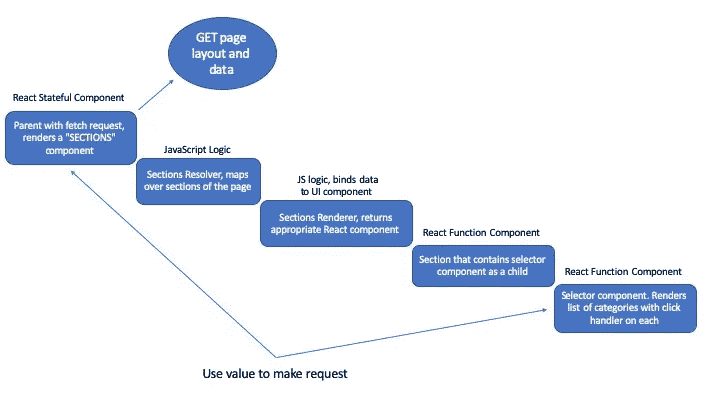 GET page
layout and
data
React Stateful Component
Parent with fetch request,
renders a "SECTIONS"
component
JavaScript Logic
Sections Resolver, maps
over sections of the page
JS logic, binds data
to UI component
Sections Renderer, returns
appropriate React component
React Function Component
Section that contains selector
component as a child
React Function Component
Selector component. Renders
list of categories with click
handler on each
Use value to make request